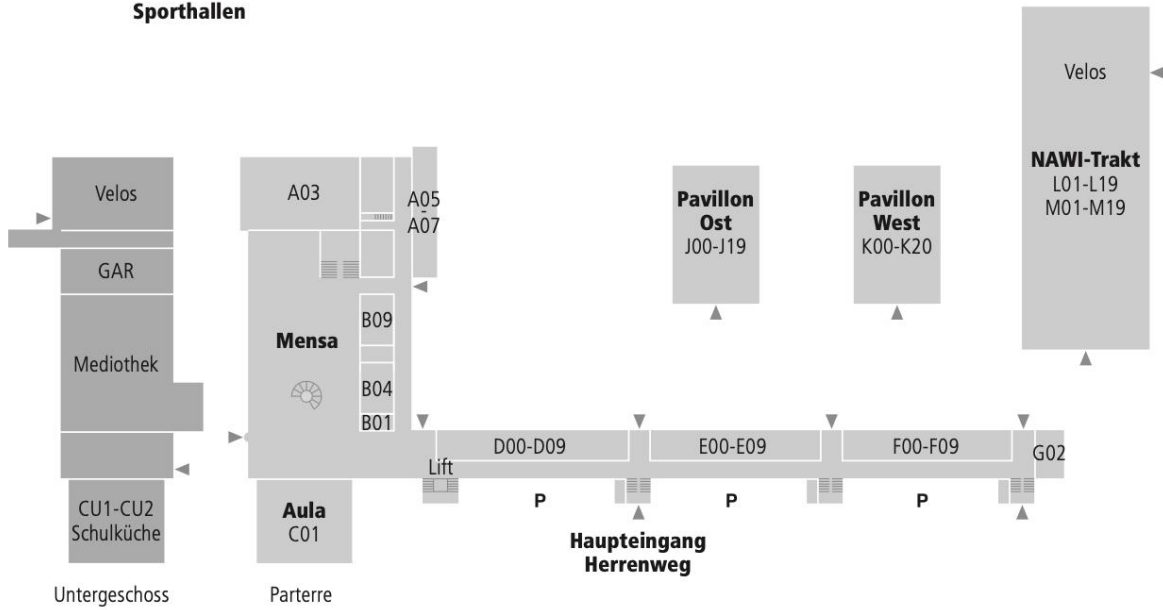 Sporthallen
Velos
NAWI-Trakt
L01-L19
M01-M19
Velos
A03
A05
-
A07
Pavillon
Ost
J00-J19
Pavillon
West
K00-K20
GAR
Mediothek
Mensa
B09
B04
B01
D00-D09
E00-E09
F00-F09
G02
Lift
CU1-CU2
Schulküche
Aula
C01
P
P
P
Haupteingang
Herrenweg
Untergeschoss
Parterre